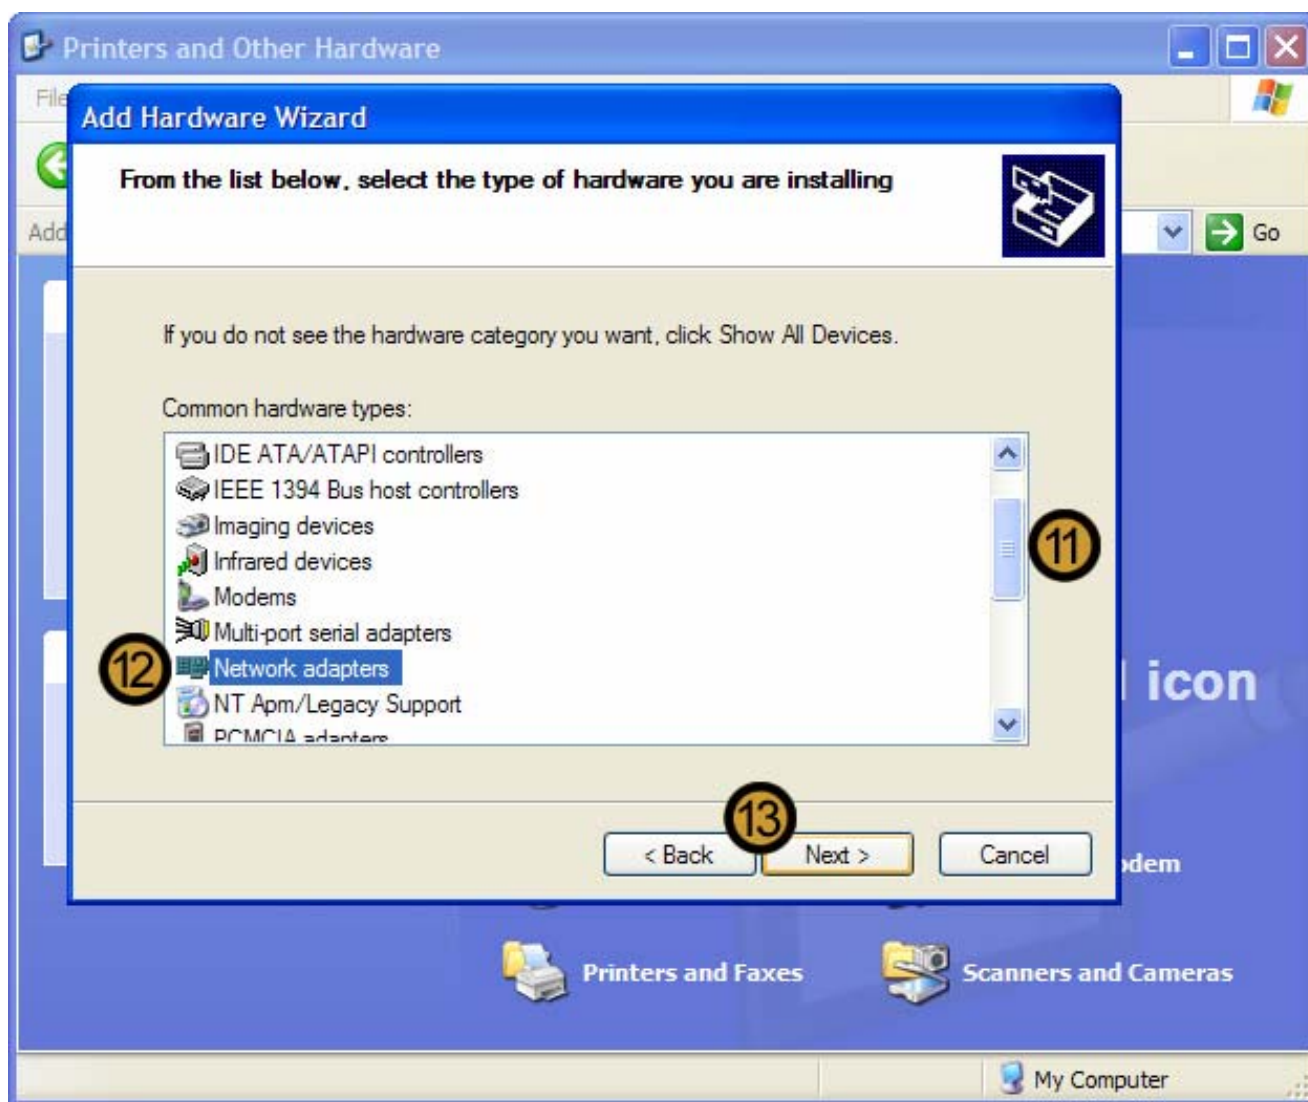 Printers and Other Hardware
File
Add Hardware Wizard
From the list below, select the type of hardware you are installing
Add
Go
If you do not see the hardware category you want, click Show All Devices.
Common hardware types:
IDE ATA/ATAPI controllers
IEEE 1394 Bus host controllers
Imaging devices
11
Infrared devices
Modems
Multi-port serial adapters
12
Network adapters
icon
NT Apm/Legacy Support
PCMCIA adapters
13
< Back
Next >
Cancel
odem
Printers and Faxes
Scanners and Cameras
My Computer